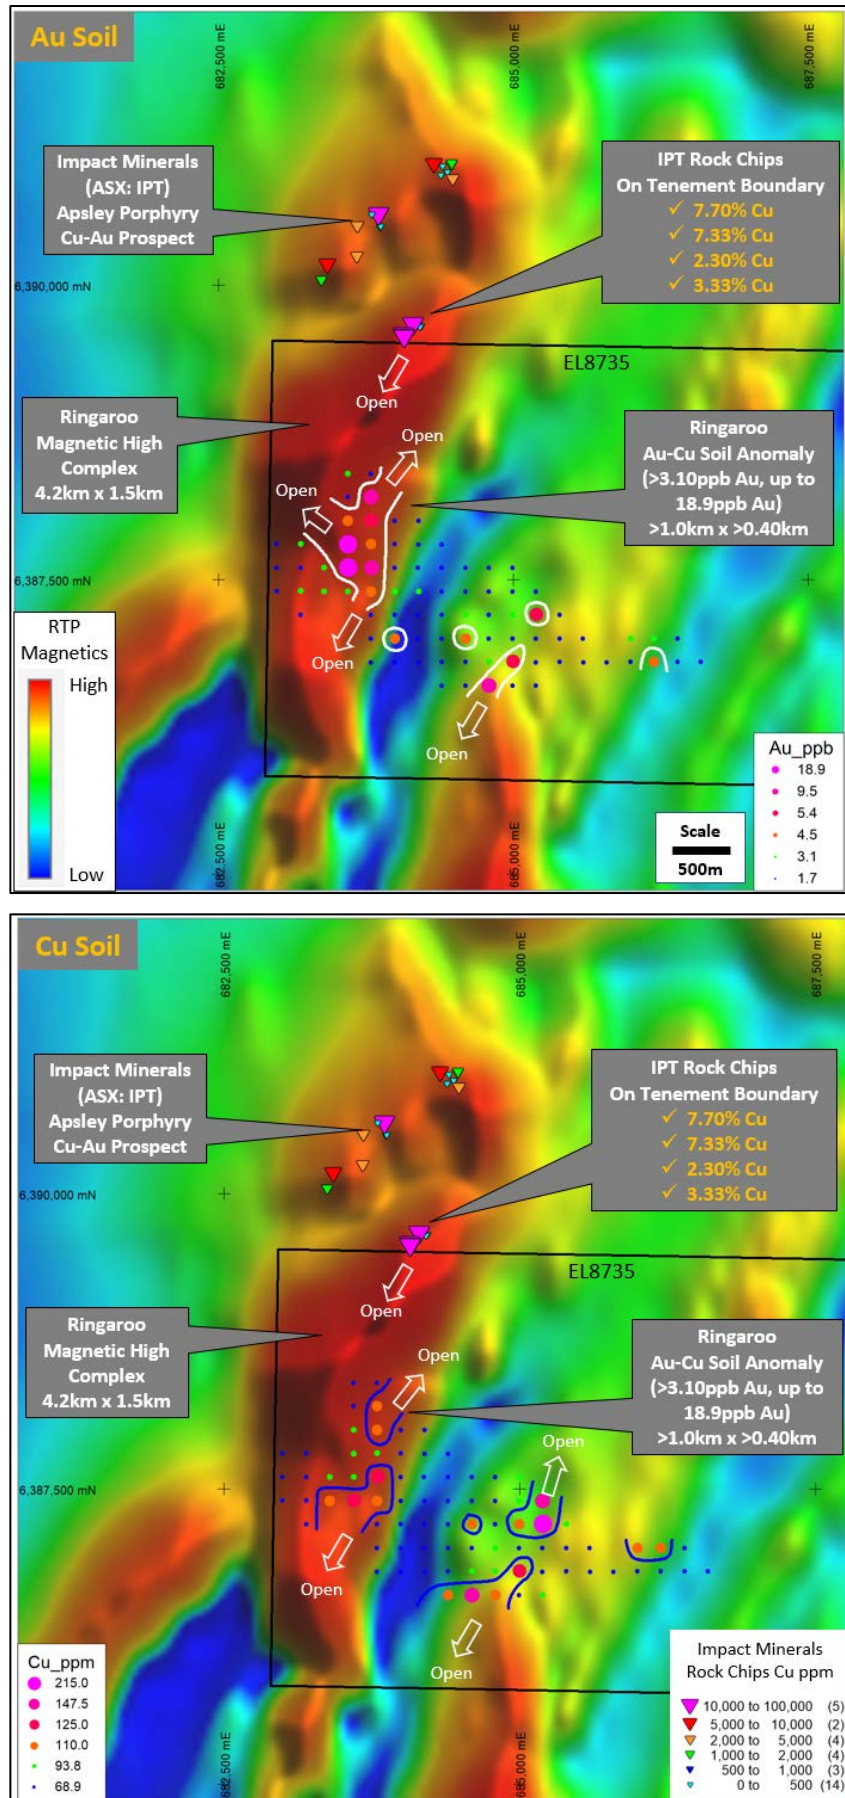 Au Soil
682,500 mE
685,000 mE
687,500 mE
Impact Minerals
(ASX: IPT)
Apsley Porphyry
Cu-Au Prospect
IPT Rock Chips
On Tenement Boundary
✓ 7.70% Cu
✓ 7.33% Cu
✓ 2.30% Cu
✓ 3.33% Cu
6,390,000 mN
EL8735
Open
Ringaroo
Magnetic High
Complex
4.2km x 1.5km
Open
Open
Ringaroo
Au-Cu Soil Anomaly
(>3.10ppb Au, up to
18.9ppb Au)
>1.0km x >0.40km
6,387,500 mN
RTP
Magnetics
High
Low
Open
Open
Au_ppb
18.9
9.5
5.4
4.5
3.1
1.7
Scale
500m
682,500 mE
685,000 mE
Cu Soil
682,500 mE
685,000 mE
687,500 mE
Impact Minerals
(ASX: IPT)
Apsley Porphyry
Cu-Au Prospect
IPT Rock Chips
On Tenement Boundary
✓ 7.70% Cu
✓ 7.33% Cu
✓ 2.30% Cu
✓ 3.33% Cu
6,390,000 mN
EL8735
Open
Ringaroo
Magnetic High
Complex
4.2km x 1.5km
Open
Ringaroo
Au-Cu Soil Anomaly
(>3.10ppb Au, up to
18.9ppb Au)
>1.0km x >0.40km
Open
6,387,500 mN
Open
Open
Cu_ppm
215.0
147.5
125.0
110.0
93.8
68.9
682,500 mE
685,000 mE
Impact Minerals
Rock Chips Cu ppm
10,000 to 100,000 (5)
5,000 to 10,000 (2)
2,000 to 5,000 (4)
1,000 to 2,000 (4)
500 to 1,000 (3)
0 to 500 (14)